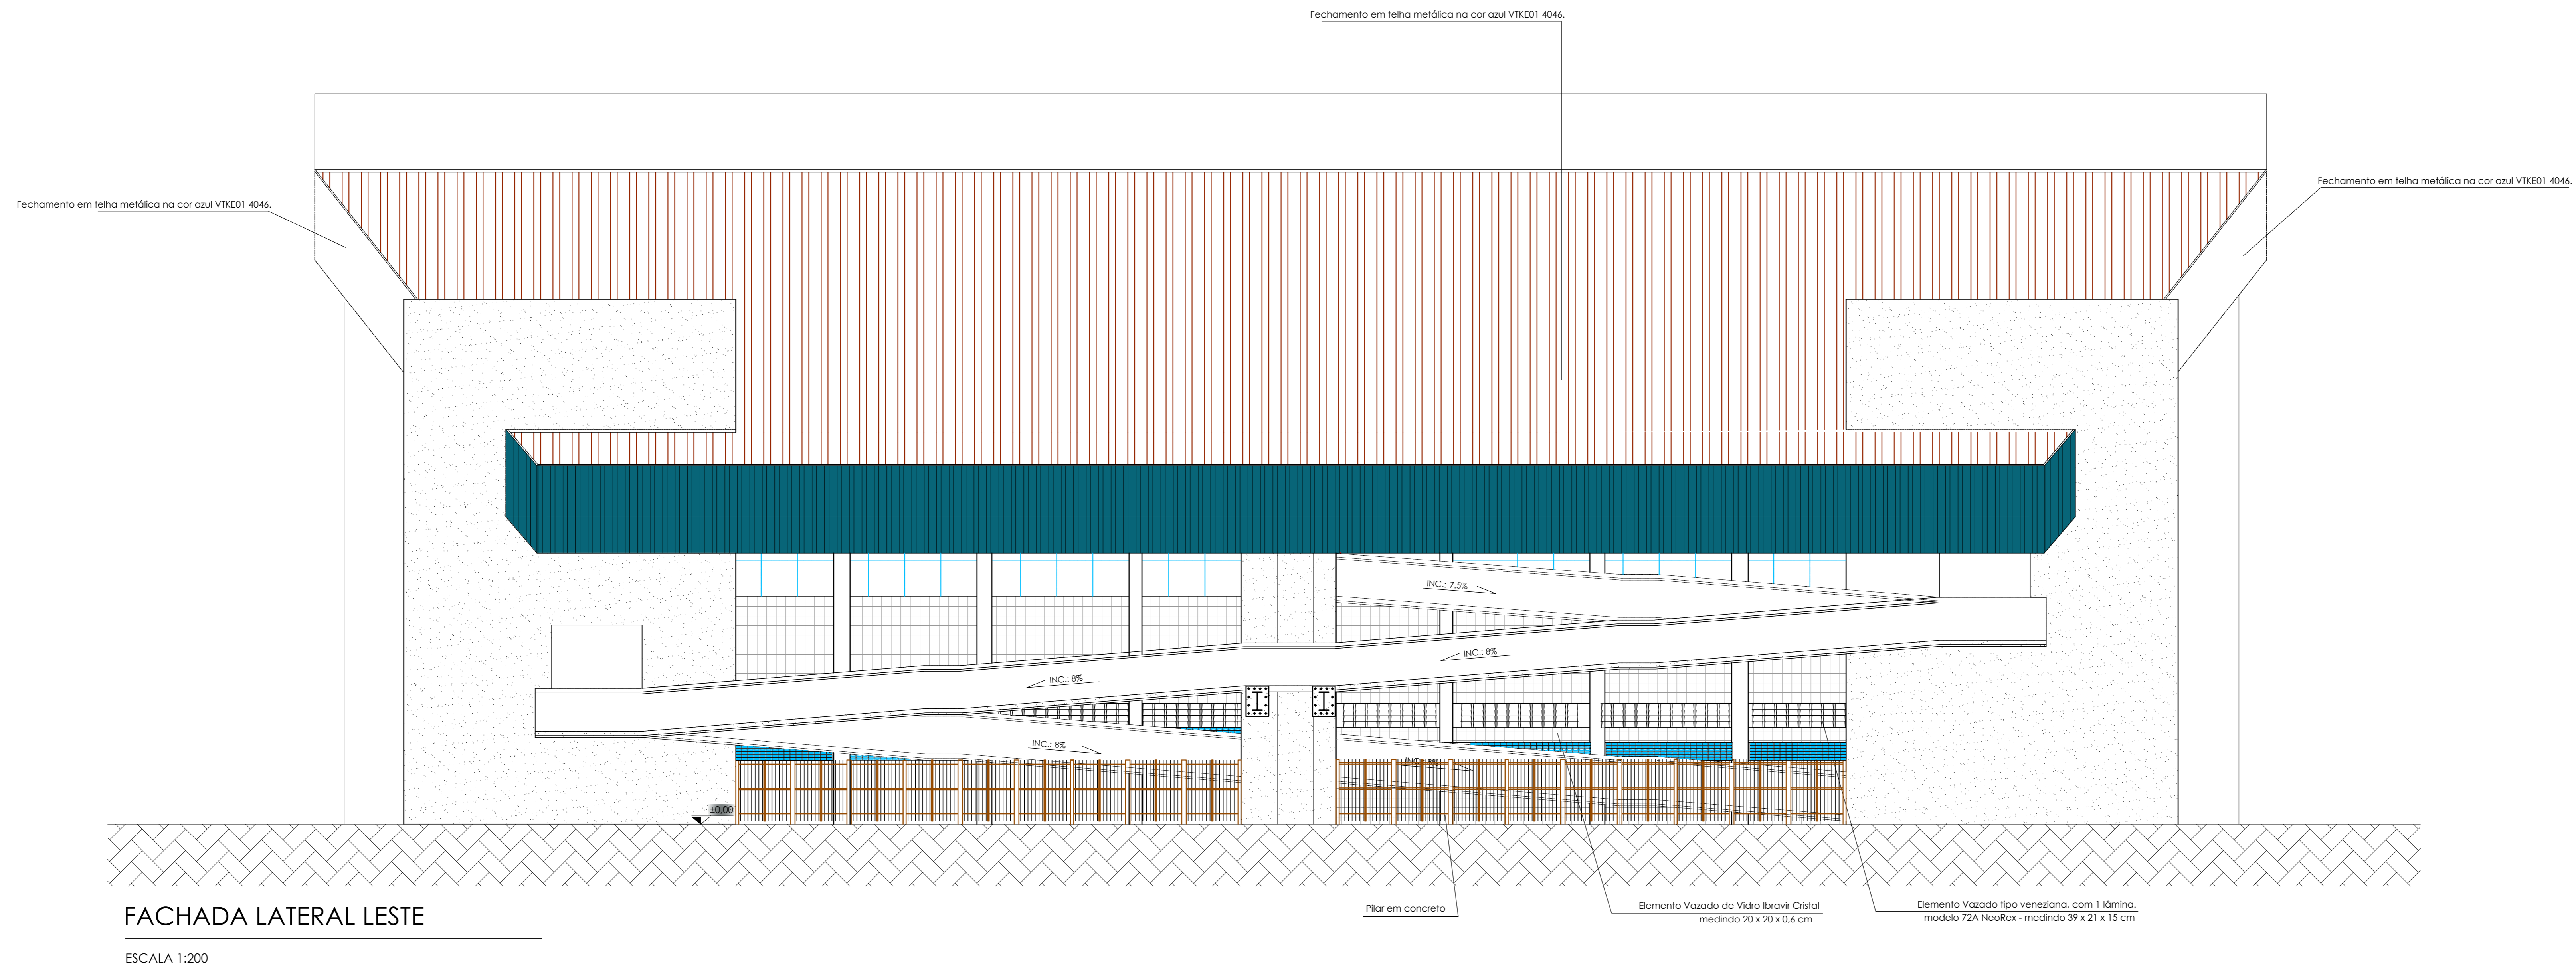 Fechamento em telha metálica na cor azul VTKE01 4046.
Fechamento em telha metálica na cor azul VTKE01 4046.
Fechamento em telha metálica na cor azul VTKE01 4046.
INC.: 7.5%
INC.: 8%
INC.: 8%
INC.: 8%
INC.: 8%
±0,00
Pilar em concreto
Elemento Vazado de Vidro Ibravir Cristal
medindo 20 x 20 x 0,6 cm
Elemento Vazado tipo veneziana, com 1 lâmina.
modelo 72A NeoRex - medindo 39 x 21 x 15 cm
FACHADA LATERAL LESTE
ESCALA 1:200